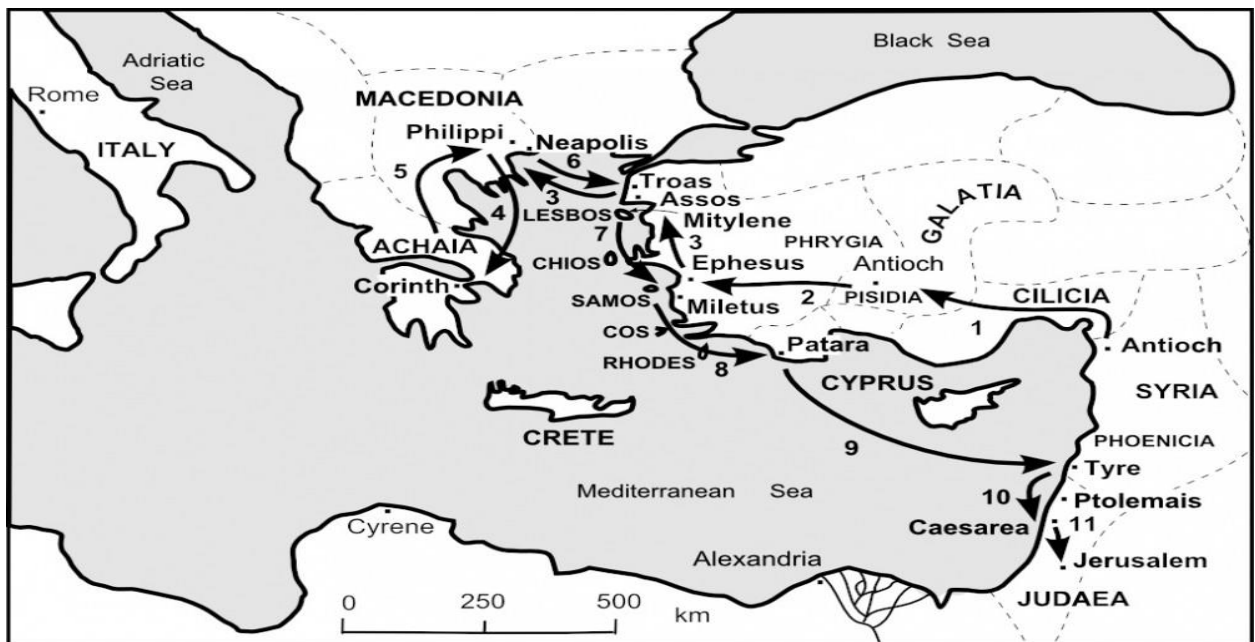 Black Sea
Adriatic
Sea
Rome
MACEDONIA
Philippi
Neapolis
ITALY
5
6
Troas
3
Assos
4
LESBOS
Mitylene
GALATIA
7
3
PHRYGIA
ACHAIA
CHIOS
Ephesus
Antioch
Corinth
2
PISIDIA
CILICIA
SAMOS
Miletus
1
COS
Patara
Antioch
RHODES
8
CYPRUS
SYRIA
CRETE
9
PHOENICIA
Tyre
Mediterranean Sea
10
Ptolemais
Cyrene
Caesarea
11
Alexandria
Jerusalem
0 250 500
km
JUDAEA